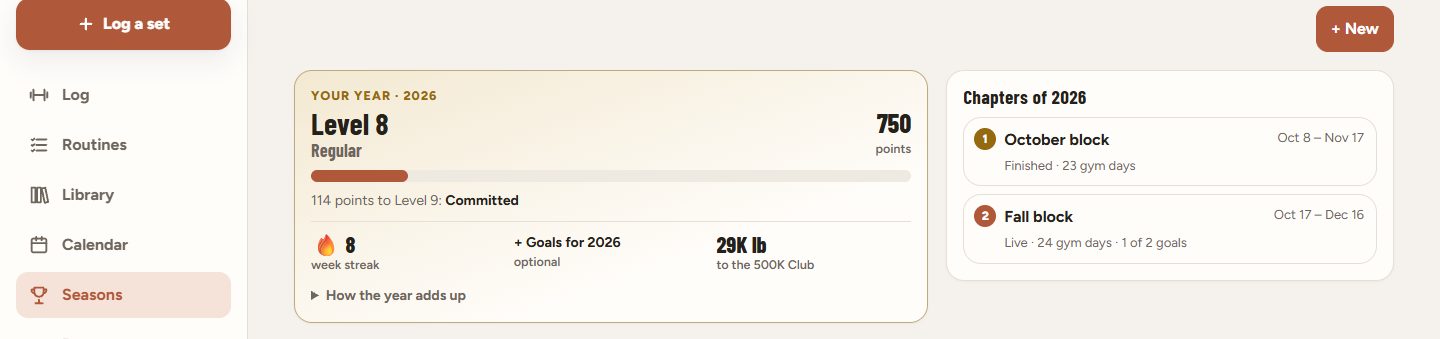 + Log a set
Log
Routines
Library
Calendar
Seasons
+ New
YOUR YEAR · 2026
Level 8
Regular
750
points
114 points to Level 9: Committed
8
week streak
+ Goals for 2026
optional
29K lb
to the 500K Club
▶ How the year adds up
Chapters of 2026
1 October block
Oct 8 – Nov 17
Finished · 23 gym days
2 Fall block
Oct 17 – Dec 16
Live · 24 gym days · 1 of 2 goals